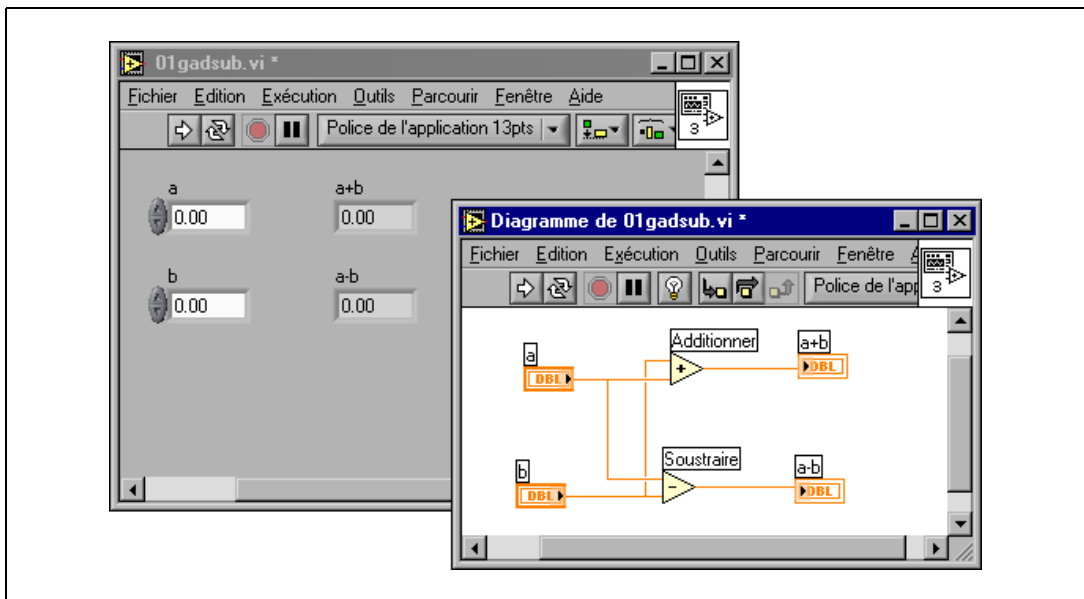 01gadsub.vi *
Fichier Edition Exécution Outils Parcourir Fenêtre Aide
Police de l'application 13pts
3
a
0.00
a+b
0.00
b
0.00
a-b
0.00
Diagramme de 01gadsub.vi *
Fichier Edition Exécution Outils Parcourir Fenêtre
Police de l'app
3
a
DBL
Additionner
+
a+b
DBL
b
DBL
Soustraire
-
a-b
DBL